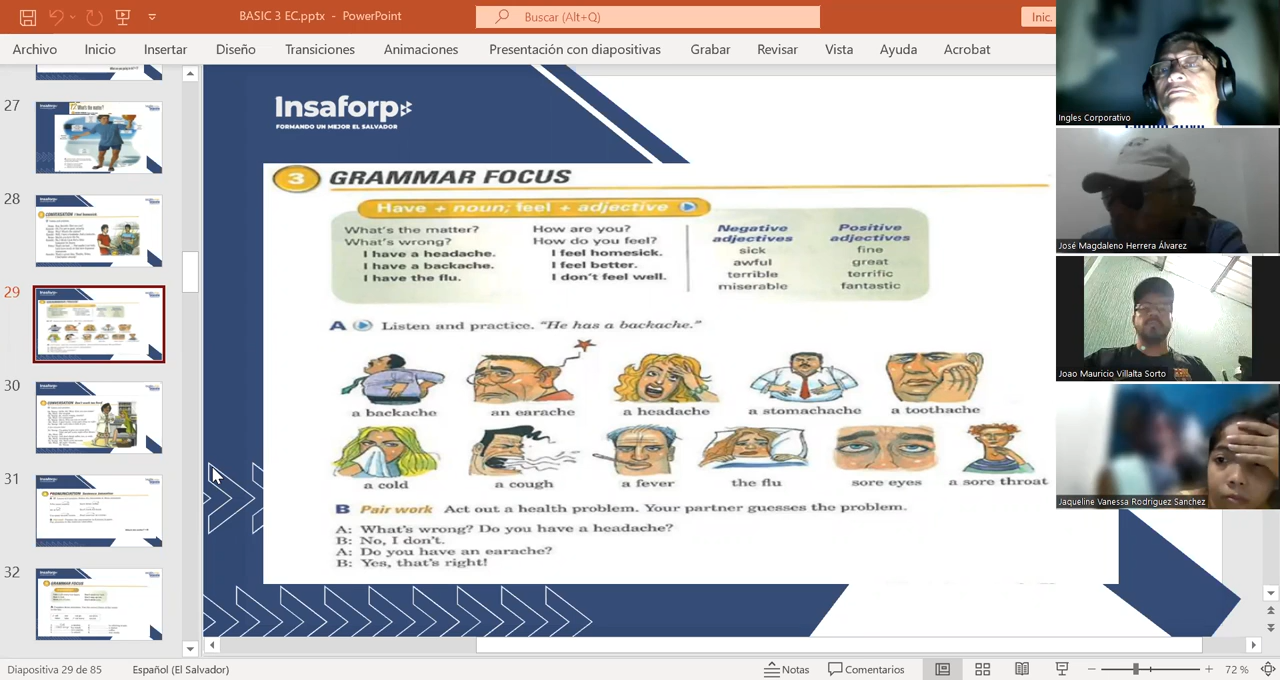 BASIC 3 EC.pptx - PowerPoint
Buscar (Alt+Q)
Inic.
Archivo Inicio Insertar Diseño Transiciones Animaciones Presentación con diapositivas Grabar Revisar Vista Ayuda Acrobat
27
28
29
30
31
32
Insaforp
FORMANDO UN MEJOR EL SALVADOR
3 GRAMMAR FOCUS
Have + noun; feel + adjective
What's the matter?
What's wrong?
I have a headache.
I have a backache.
I have the flu.
How are you?
How do you feel?
I feel homesick.
I feel better.
I don't feel well.
Negative adjectives
sick
awful
terrible
miserable
Positive adjectives
fine
great
terrific
fantastic
A Listen and practice. "He has a backache."
a backache an earache a headache a stomachache a toothache
a cold a cough a fever the flu sore eyes a sore throat
B Pair work Act out a health problem. Your partner guesses the problem.
A: What's wrong? Do you have a headache?
B: No, I don't.
A: Do you have an earache?
B: Yes, that's right!
Ingles Corporativo
José Magdaleno Herrera Álvarez
Joao Mauricio Villalta Sorto
Jaqueline Vanessa Rodriguez Sanchez
Diapositiva 29 de 85 Español (El Salvador) Notas Comentarios 72 %